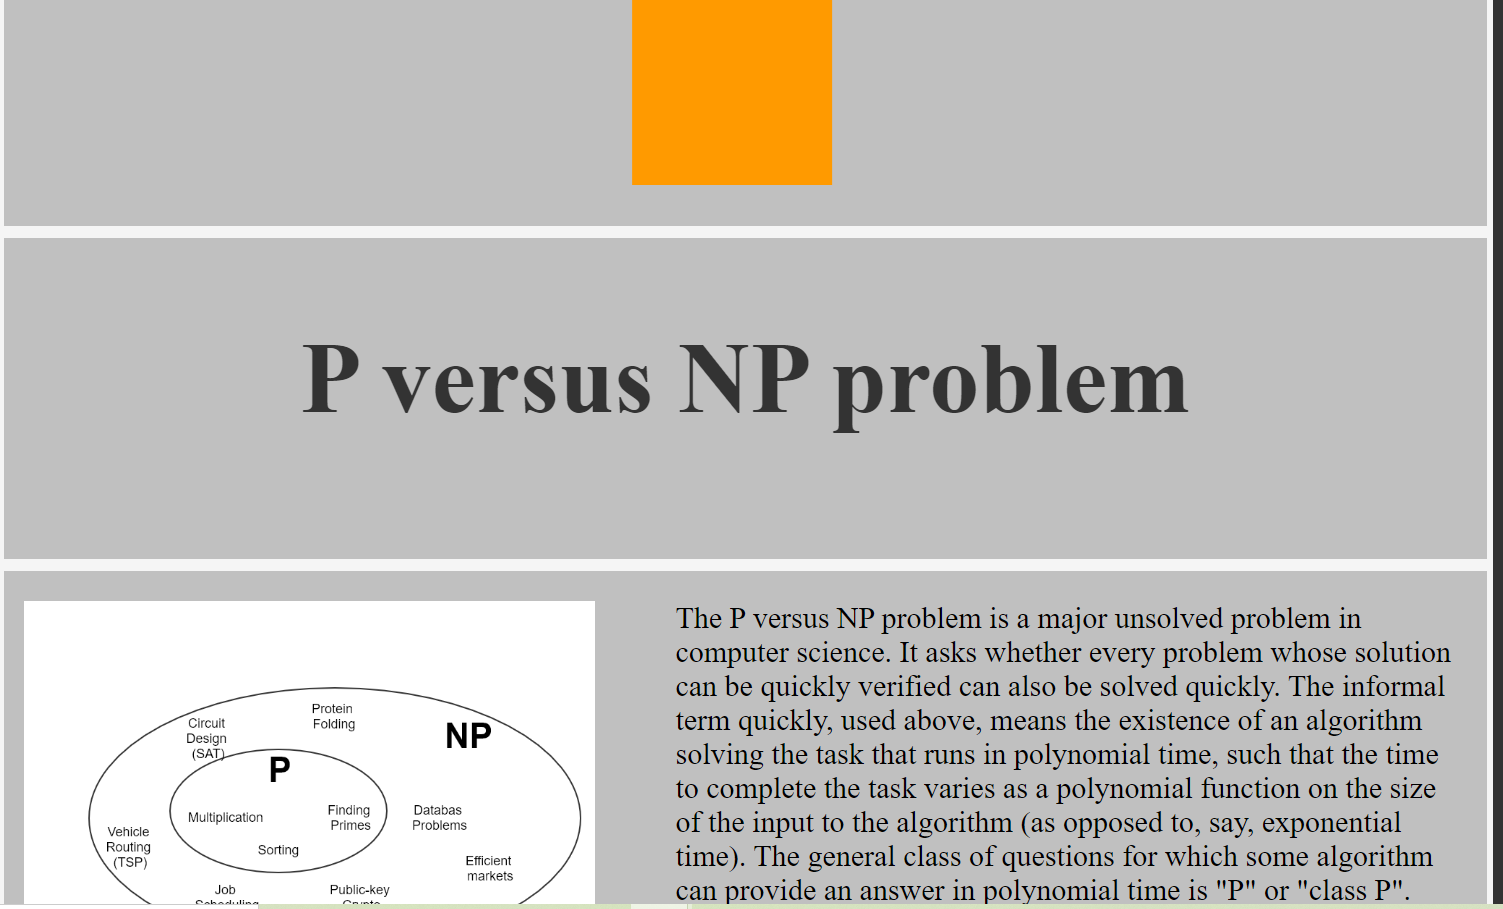 P versus NP problem
Protein
Folding
Circuit
Design
(SAT)
NP
P
Multiplication
Finding
Primes
Databas
Problems
Vehicle
Routing
(TSP)
Sorting
Efficient
markets
Job
Scheduling
Public-key
Crypto
The P versus NP problem is a major unsolved problem in
computer science. It asks whether every problem whose solution
can be quickly verified can also be solved quickly. The informal
term quickly, used above, means the existence of an algorithm
solving the task that runs in polynomial time, such that the time
to complete the task varies as a polynomial function on the size
of the input to the algorithm (as opposed to, say, exponential
time). The general class of questions for which some algorithm
can provide an answer in polynomial time is "P" or "class P".